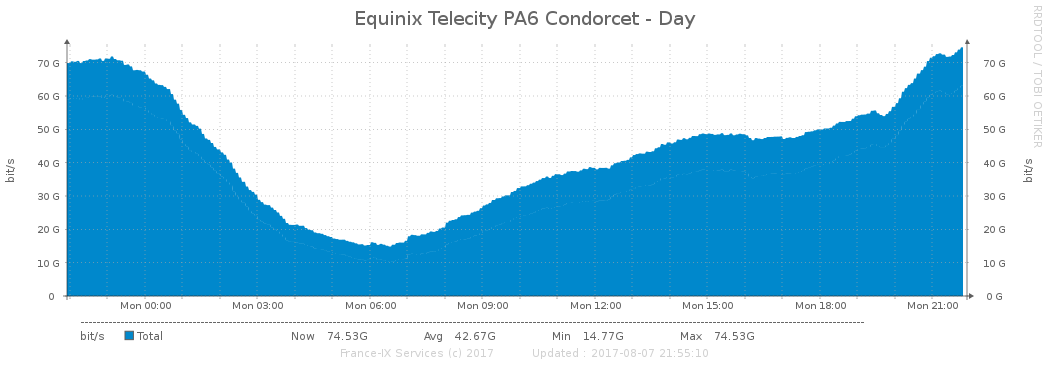 Equinix Telecity PA6 Condorcet - Day
RRDTOOL / TOBI OETIKER
70 G 70 G
60 G 60 G
50 G 50 G
40 G 40 G
bit/s bit/s
30 G 30 G
20 G 20 G
10 G 10 G
0 0 G
Mon 00:00 Mon 03:00 Mon 06:00 Mon 09:00 Mon 12:00 Mon 15:00 Mon 18:00 Mon 21:00
bit/s Total Now 74.53G Avg 42.67G Min 14.77G Max 74.53G
France-IX Services (c) 2017 Updated : 2017-08-07 21:55:10